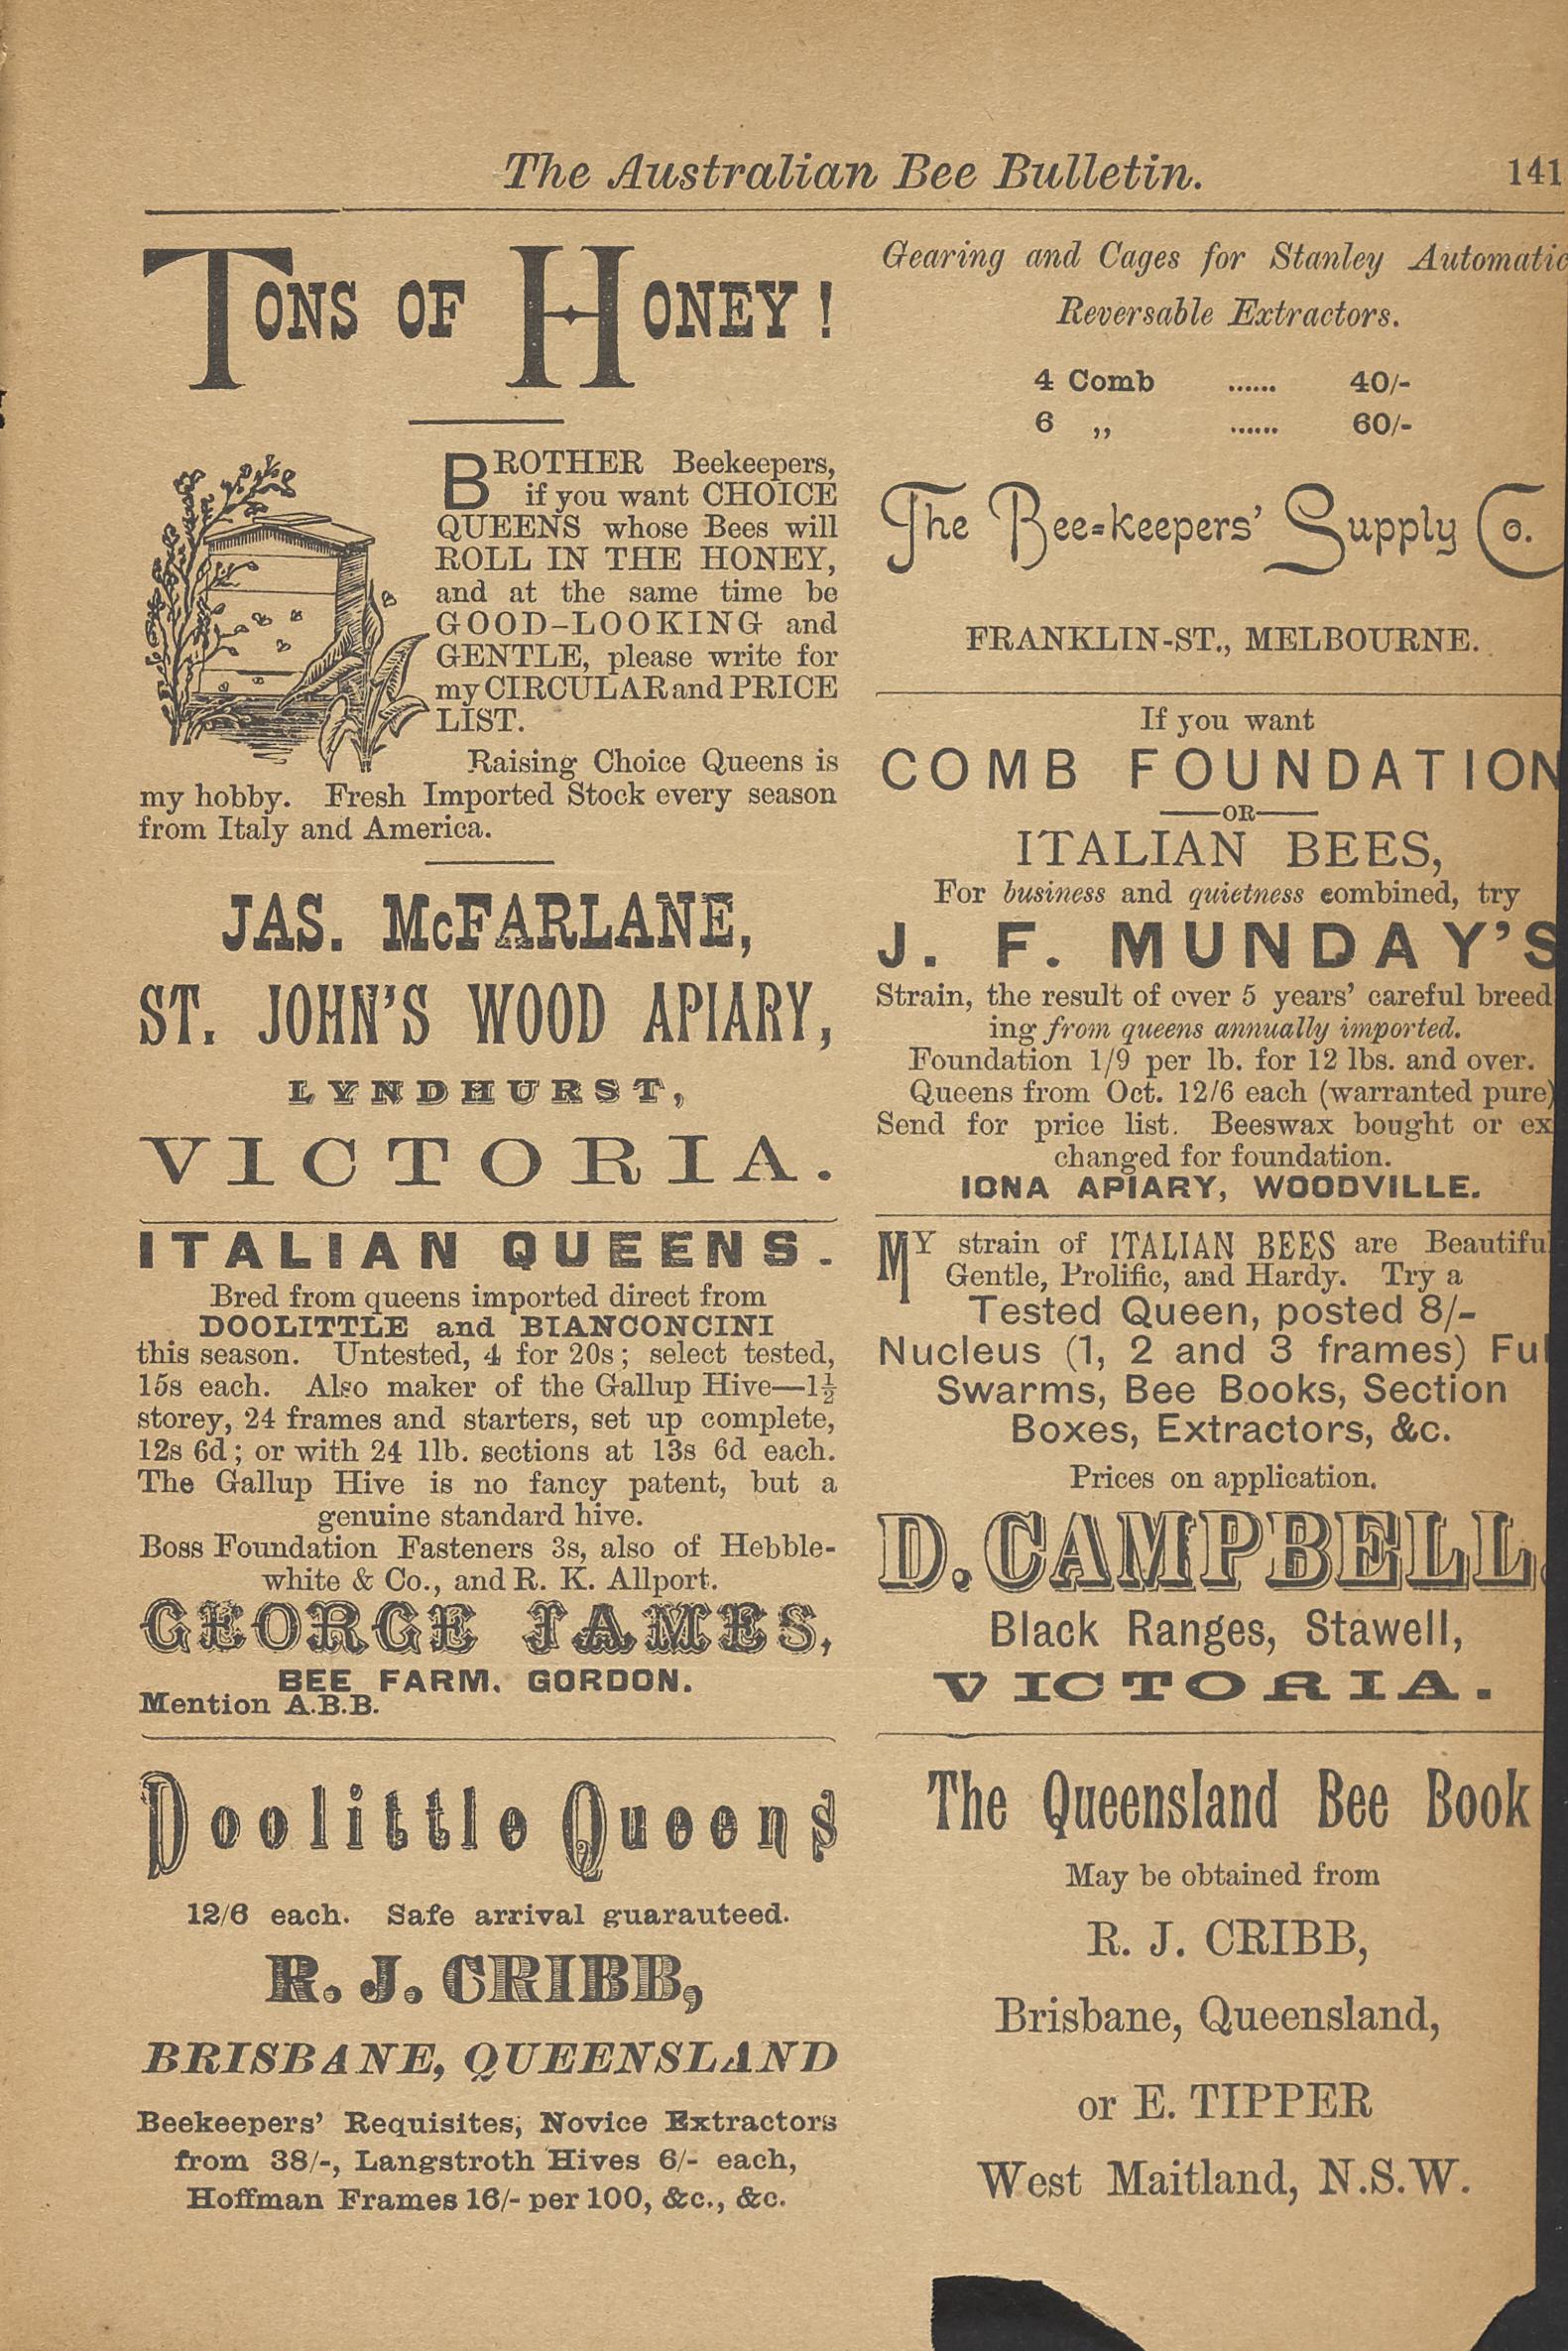 The Australian Bee Bulletin. 141
TONS OF HONEY!
BROTHER Beekeepers,
if you want CHOICE
QUEENS whose Bees will
ROLL IN THE HONEY,
and at the same time be
GOOD-LOOKING and
GENTLE, please write for
my CIRCULAR and PRICE
LIST.
Raising Choice Queens is
my hobby. Fresh Imported Stock every season
from Italy and America.
JAS. McFARLANE,
ST. JOHN'S WOOD APIARY,
LYNDHURST,
VICTORIA.
ITALIAN QUEENS.
Bred from queens imported direct from
DOOLITTLE and BIANCONCINI
this season. Untested, 4 for 20s; select tested,
15s each. Also maker of the Gallup Hive—1½
storey, 24 frames and starters, set up complete,
12s 6d; or with 24 1lb. sections at 13s 6d each.
The Gallup Hive is no fancy patent, but a
genuine standard hive.
Boss Foundation Fasteners 3s, also of Hebble-
white & Co., and R. K. Allport.
GEORGE JAMES,
BEE FARM. GORDON.
Mention A.B.B.
Doolittle Queens
12/6 each. Safe arrival guarauteed.
R. J. CRIBB,
BRISBANE, QUEENSLAND
Beekeepers' Requisites, Novice Extractors
from 38/-, Langstroth Hives 6/- each,
Hoffman Frames 16/- per 100, &c., &c.
Gearing and Cages for Stanley Automatic
Reversable Extractors.
4 Comb ...... 40/-
6 ,, ...... 60/-
The Bee-keepers' Supply Co.
FRANKLIN-ST., MELBOURNE.
If you want
COMB FOUNDATION
—OR—
ITALIAN BEES,
For business and quietness combined, try
J. F. MUNDAY'S
Strain, the result of over 5 years' careful breed
ing from queens annually imported.
Foundation 1/9 per lb. for 12 lbs. and over.
Queens from Oct. 12/6 each (warranted pure)
Send for price list. Beeswax bought or ex
changed for foundation.
IONA APIARY, WOODVILLE.
MY strain of ITALIAN BEES are Beautifu
Gentle, Prolific, and Hardy. Try a
Tested Queen, posted 8/-
Nucleus (1, 2 and 3 frames) Ful
Swarms, Bee Books, Section
Boxes, Extractors, &c.
Prices on application.
D. CAMPBELL.
Black Ranges, Stawell,
VICTORIA.
The Queensland Bee Book
May be obtained from
R. J. CRIBB,
Brisbane, Queensland,
or E. TIPPER
West Maitland, N.S.W.